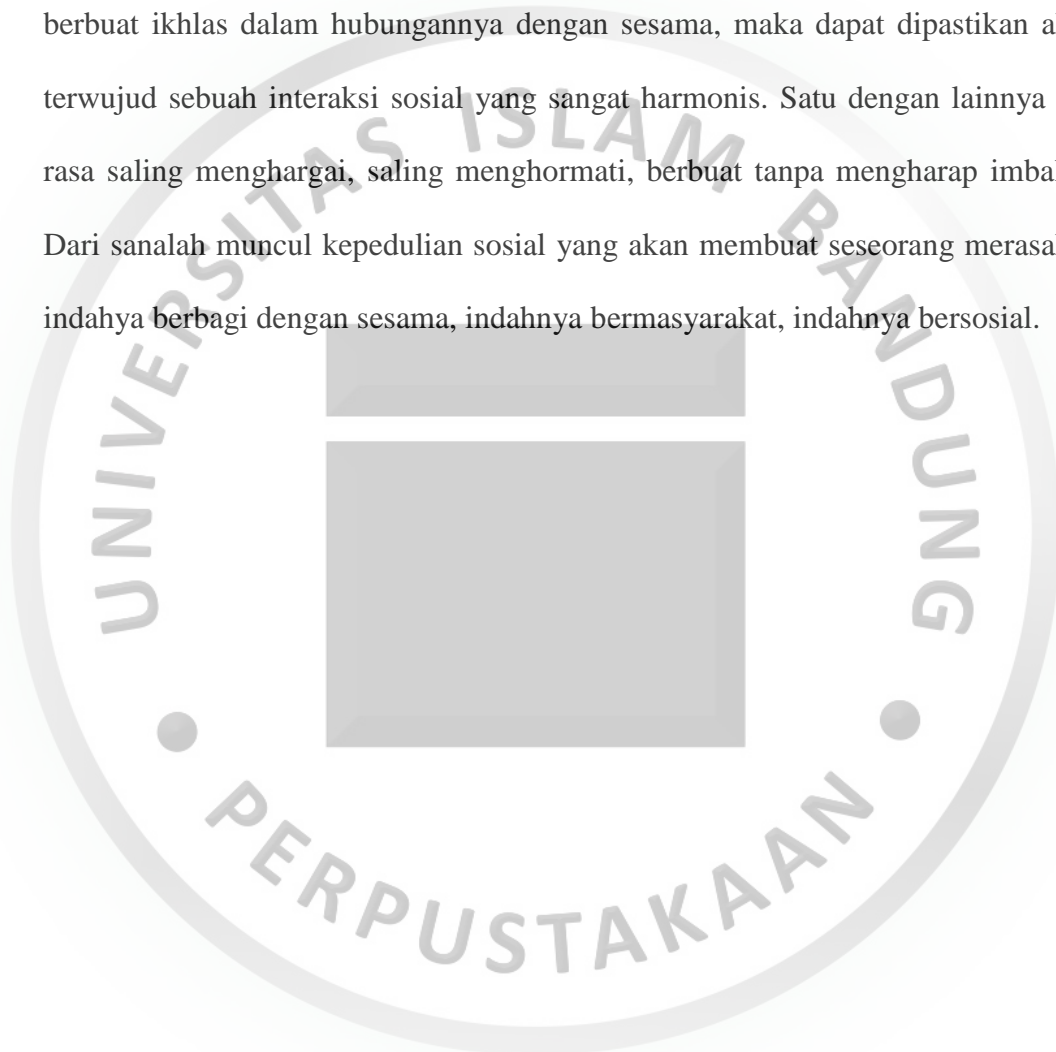 berbuat ikhlas dalam hubungannya dengan sesama, maka dapat dipastikan
terwujud sebuah interaksi sosial yang sangat harmonis. Satu dengan lainnya
rasa saling menghargai, saling menghormati, berbuat tanpa mengharap
Dari sanalah muncul kepedulian sosial yang akan membuat seseorang
indahya berbagi dengan sesama, indahnya bermasyarakat, indahnya bersosial.
UNIVERSITAS ISLAM BANDUNG
PERPUSTAKAAN